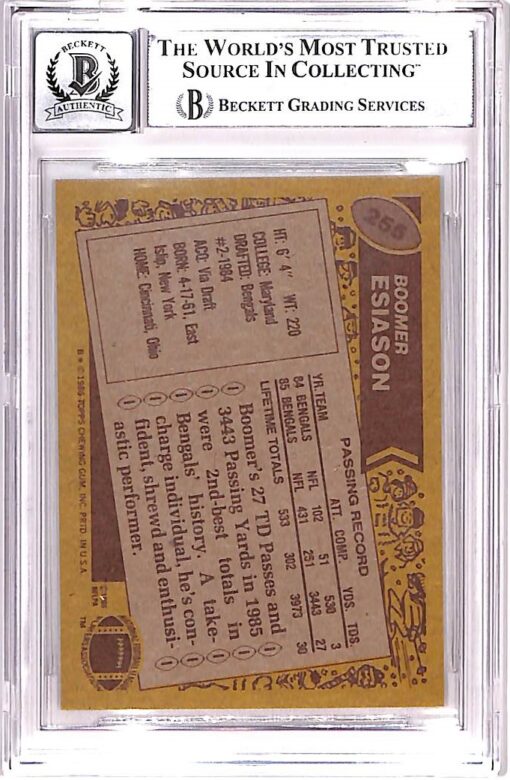 BECKETT
B
AUTHENTIC
THE WORLD'S MOST TRUSTED
SOURCE IN COLLECTING™
B BECKETT GRADING SERVICES
255
BOOMER
ESIASON
HT: 6' 4" WT: 220
COLLEGE: Maryland
DRAFTED: Bengals
#2-1984
ACQ: Via Draft
BORN: 4-17-61, East
Islip, New York
HOME: Cincinnati, Ohio
PASSING RECORD
YR. TEAM ATT. COMP. YDS. TDS.
84 BENGALS NFL 102 51 530 3
85 BENGALS NFL 431 251 3443 27
LIFETIME TOTALS 533 302 3973 30
Boomer's 27 TD Passes and
3443 Passing Yards in 1985
were 2nd-best totals in
Bengals' history. A take-
charge individual, he's con-
fident, shrewd and enthusi-
astic performer.
B * © 1986 TOPPS CHEWING GUM, INC. PRTD. IN U.S.A.
TM